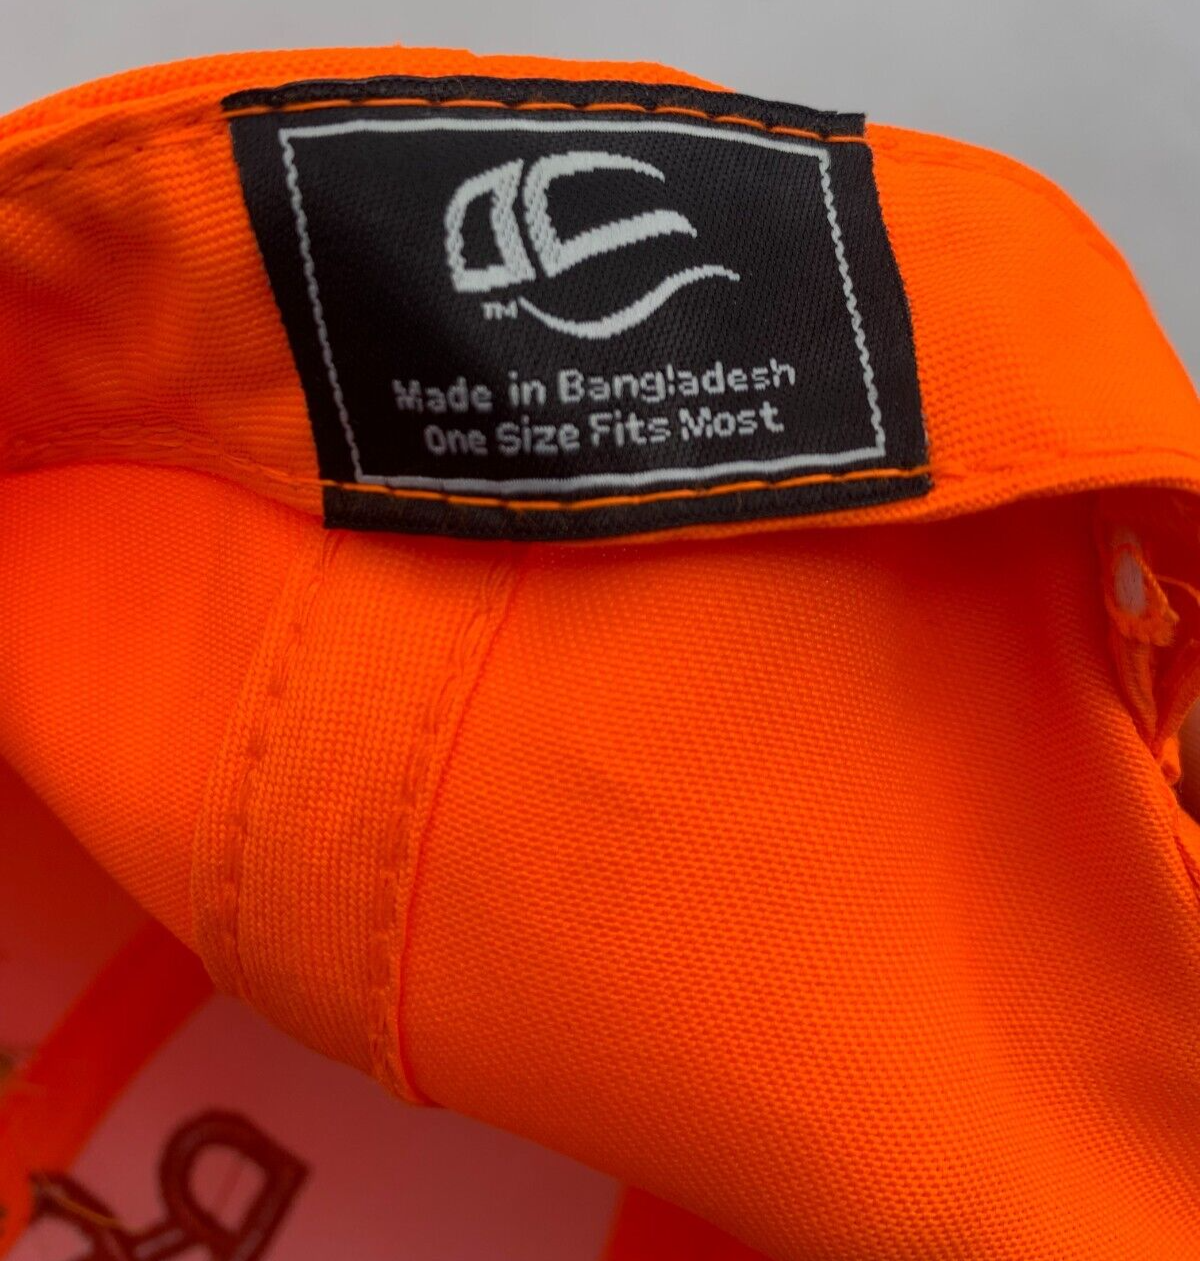 TM
Made in Bangladesh
One Size Fits Most